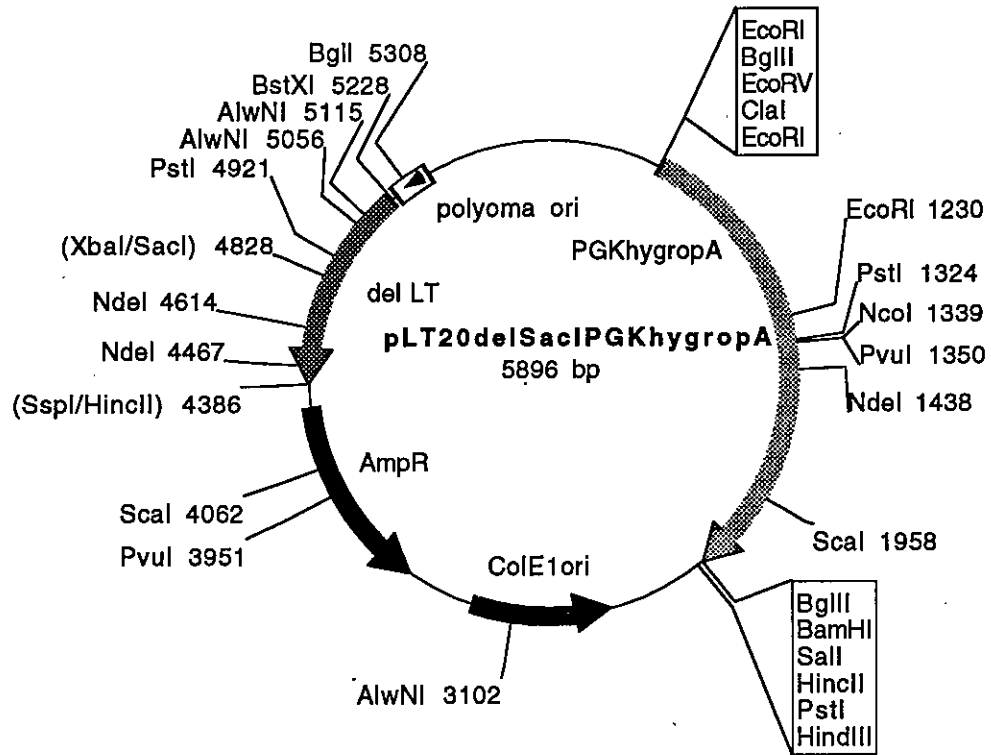 EcoRI
BglII
EcoRV
ClaI
EcoRI
BglI 5308
BstXI 5228
AlwNI 5115
AlwNI 5056
PstI 4921
(XbaI/SacI) 4828
NdeI 4614
NdeI 4467
(SspI/HincII) 4386
ScaI 4062
PvuI 3951
polyoma ori
PGKhygropA
del LT
pLT20delSacIPGKhygropA
5896 bp
AmpR
ColE1ori
AlwNI 3102
EcoRI 1230
PstI 1324
NcoI 1339
PvuI 1350
NdeI 1438
ScaI 1958
BglII
BamHI
SalI
HincII
PstI
HindIII